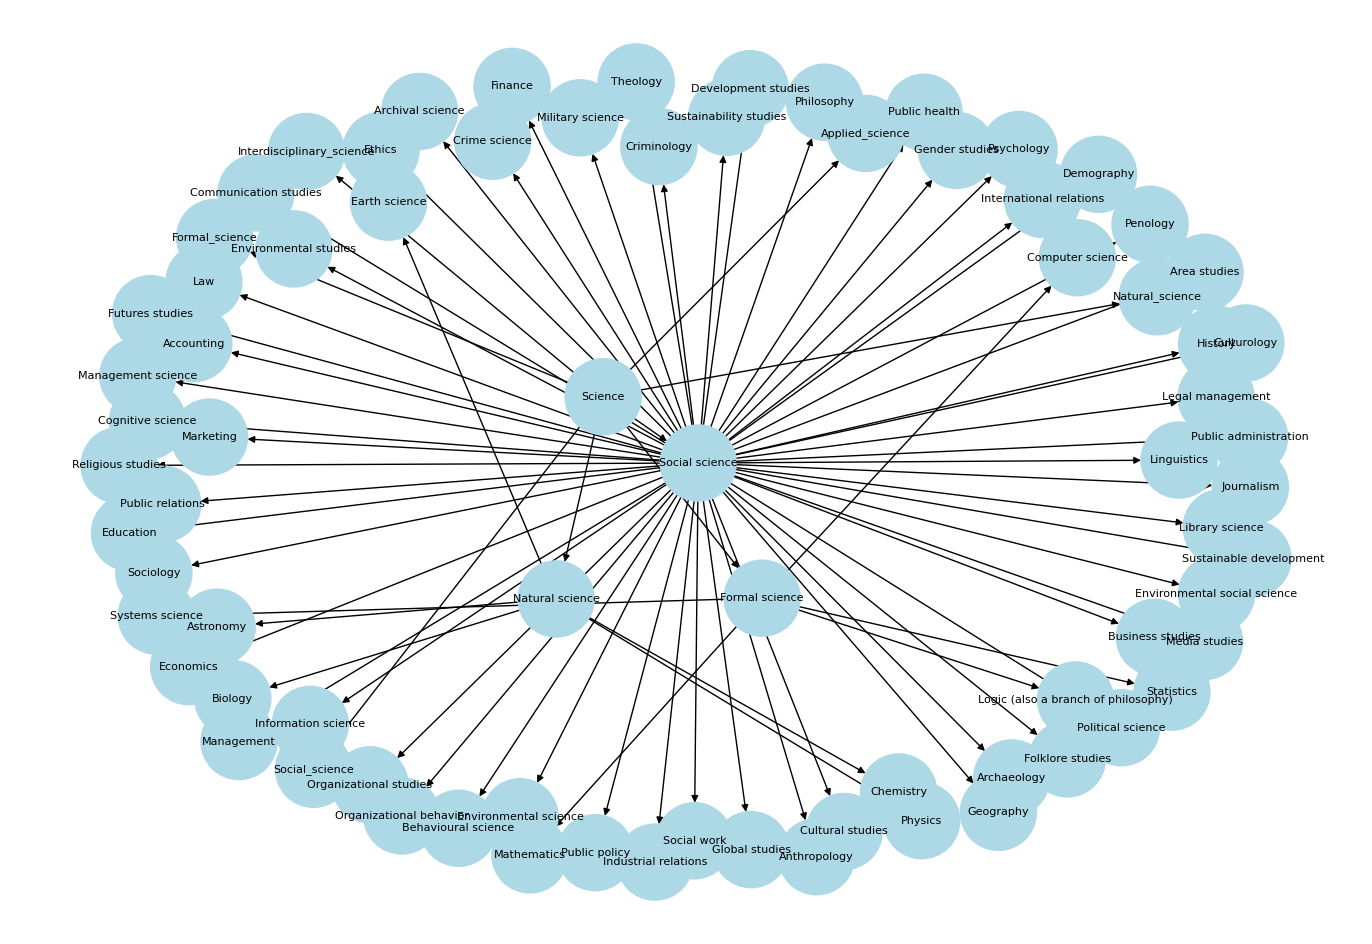 Theology
Finance
Development studies
Philosophy
Archival science
Public health
Military science
Sustainability studies
Applied_science
Crime science
Criminology
Gender studies
Psychology
Interdisciplinary_science
Ethics
Demography
Communication studies
Earth science
International relations
Penology
Formal_science
Environmental studies
Computer science
Area studies
Law
Natural_science
Futures studies
Accounting
History
Culturology
Management science
Science
Legal management
Cognitive science
Marketing
Public administration
Religious studies
Social science
Linguistics
Journalism
Public relations
Library science
Education
Sustainable development
Sociology
Environmental social science
Natural science
Formal science
Systems science
Astronomy
Business studies
Media studies
Economics
Statistics
Biology
Logic (also a branch of philosophy)
Information science
Political science
Management
Folklore studies
Social_science
Archaeology
Organizational studies
Chemistry
Geography
Organizational behavior
Environmental science
Physics
Behavioural science
Cultural studies
Social work
Mathematics
Public policy
Global studies
Industrial relations
Anthropology